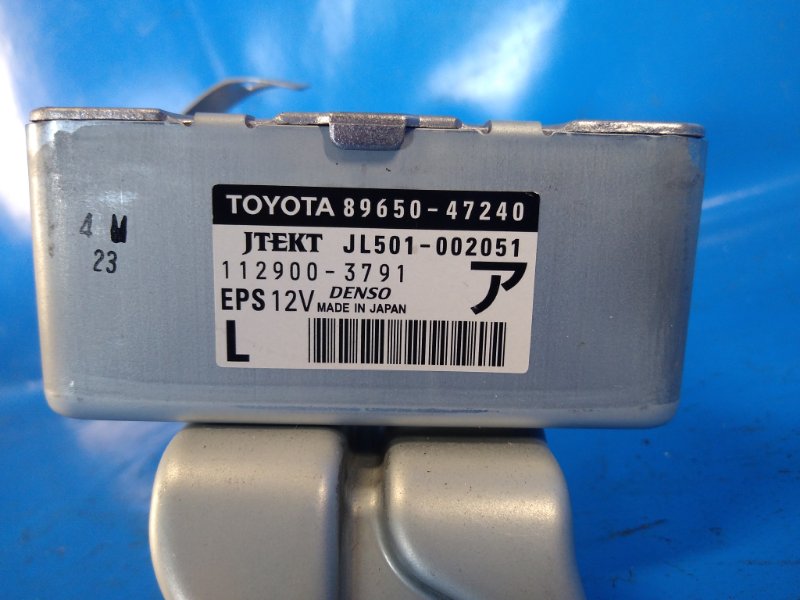 TOYOTA 89650-47240
JTEKT JL501-002051
112900-3791
ア
EPS 12V DENSO
MADE IN JAPAN
L
4 M
23